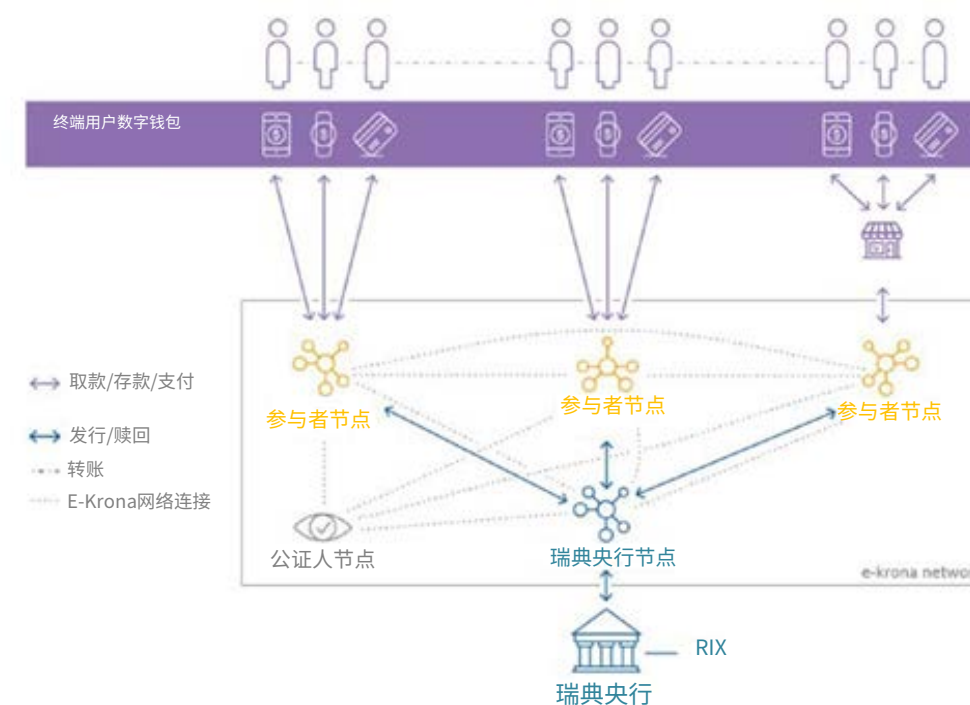 终端用户数字钱包
取款/存款/支付
发行/赎回
转账
E-Krona网络连接
参与者节点
参与者节点
参与者节点
公证人节点
瑞典央行节点
e-krona networ
RIX
瑞典央行